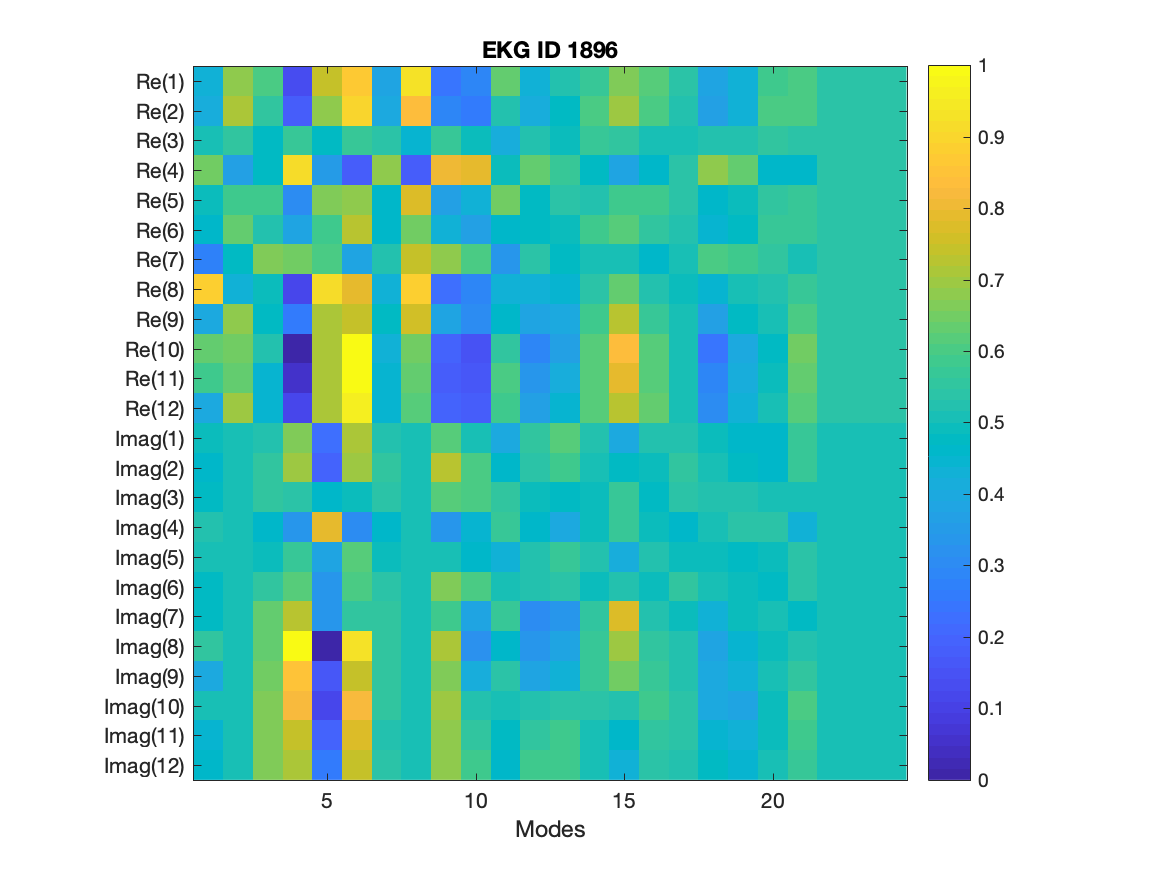 EKG ID 1896
Re(1)
Re(2)
Re(3)
Re(4)
Re(5)
Re(6)
Re(7)
Re(8)
Re(9)
Re(10)
Re(11)
Re(12)
Imag(1)
Imag(2)
Imag(3)
Imag(4)
Imag(5)
Imag(6)
Imag(7)
Imag(8)
Imag(9)
Imag(10)
Imag(11)
Imag(12)
5 10 15 20
Modes
1
0.9
0.8
0.7
0.6
0.5
0.4
0.3
0.2
0.1
0